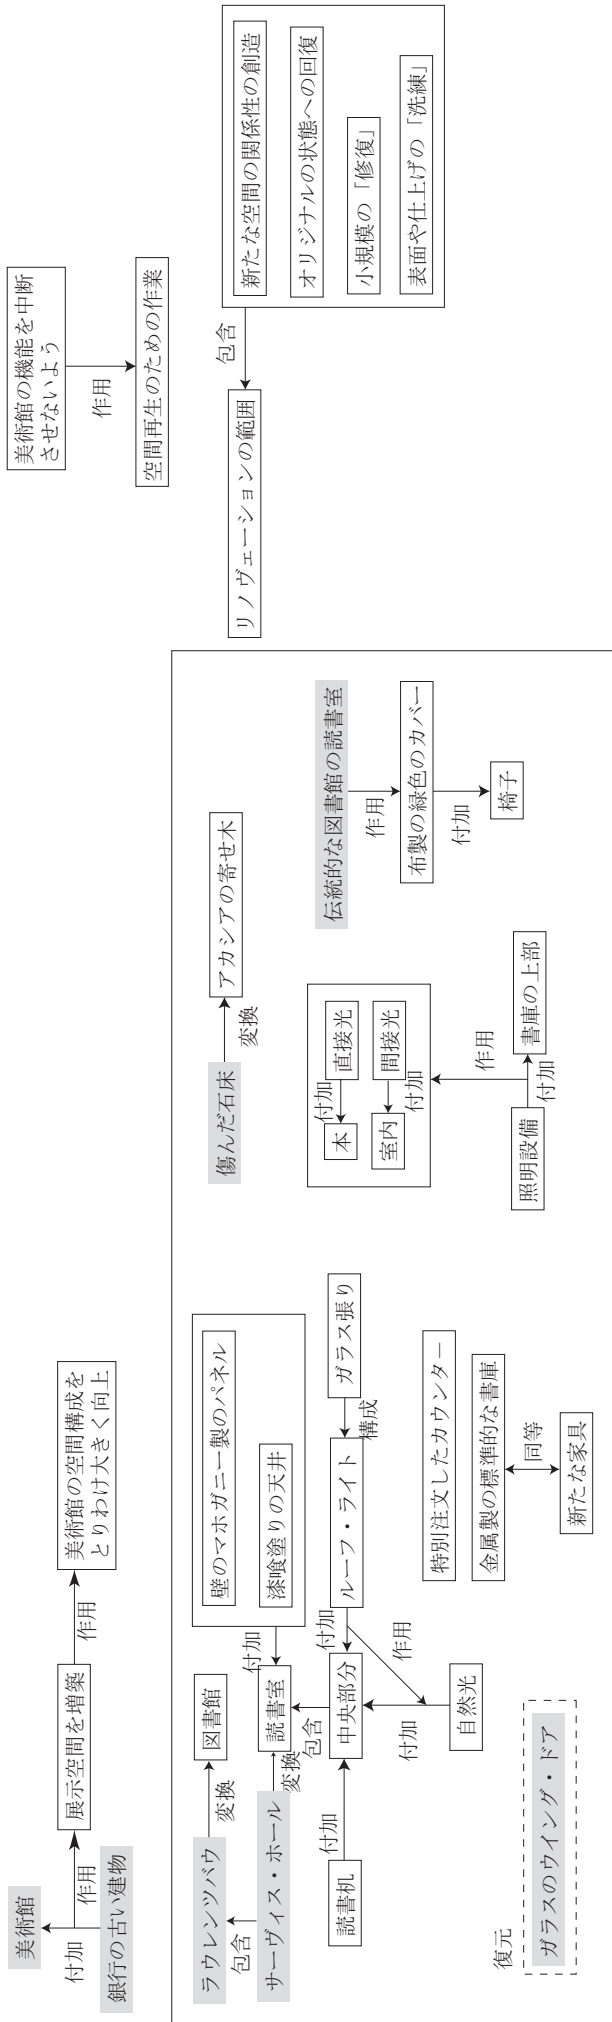 美術館
付加
銀行の古い建物
作用
展示空間を増築
作用
美術館の空間構成を
とりわけ大きく向上
美術館の機能を中断
させないよう
作用
空間再生のための作業
ラウレンツバウ
変換
図書館
包含
サーヴィス・ホール
変換
読書室
付加
壁のマホガニー製のパネル
漆喰塗りの天井
包含
読書机
付加
中央部分
付加
ルーフ・ライト
構成
ガラス張り
作用
付加
自然光
特別注文したカウンター
金属製の標準的な書庫
同等
新たな家具
復元
ガラスのウイング・ドア
傷んだ石床
変換
アカシアの寄せ木
本
付加
直接光
室内
付加
間接光
作用
照明設備
付加
書庫の上部
伝統的な図書館の読書室
作用
布製の緑色のカバー
付加
椅子
リノヴェーションの範囲
包含
新たな空間の関係性の創造
オリジナルの状態への回復
小規模の「修復」
表面や仕上げの「洗練」